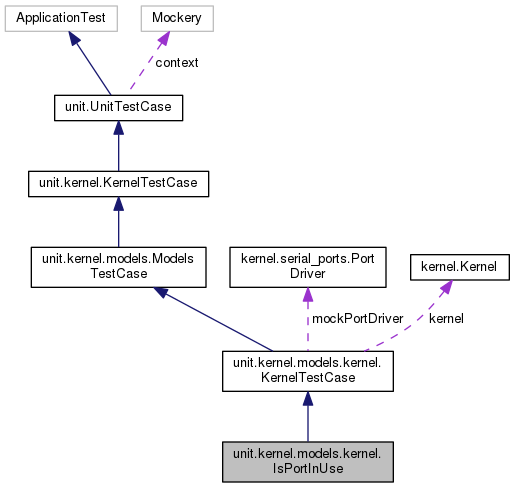 ApplicationTest
Mockery
context
unit.UnitTestCase
unit.kernel.KernelTestCase
unit.kernel.models.Models
TestCase
kernel.serial_ports.Port
Driver
kernel.Kernel
mockPortDriver
kernel
unit.kernel.models.kernel.
KernelTestCase
unit.kernel.models.kernel.
IsPortInUse